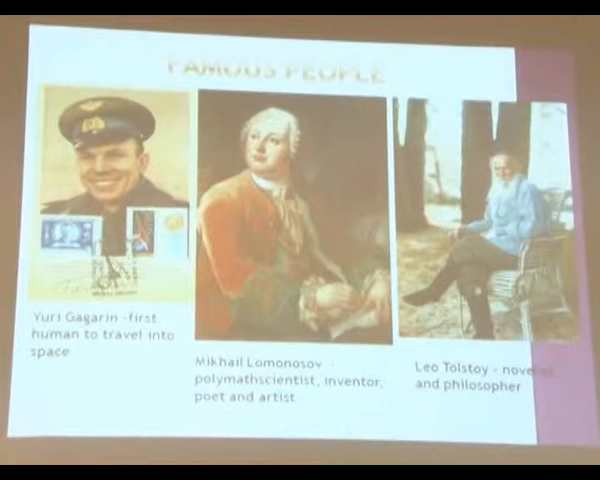 FAMOUS PEOPLE
Yuri Gagarin -first
human to travel into
space
Mikhail Lomonosov -
polymathscientist, inventor,
poet and artist
Leo Tolstoy - novelist
and philosopher